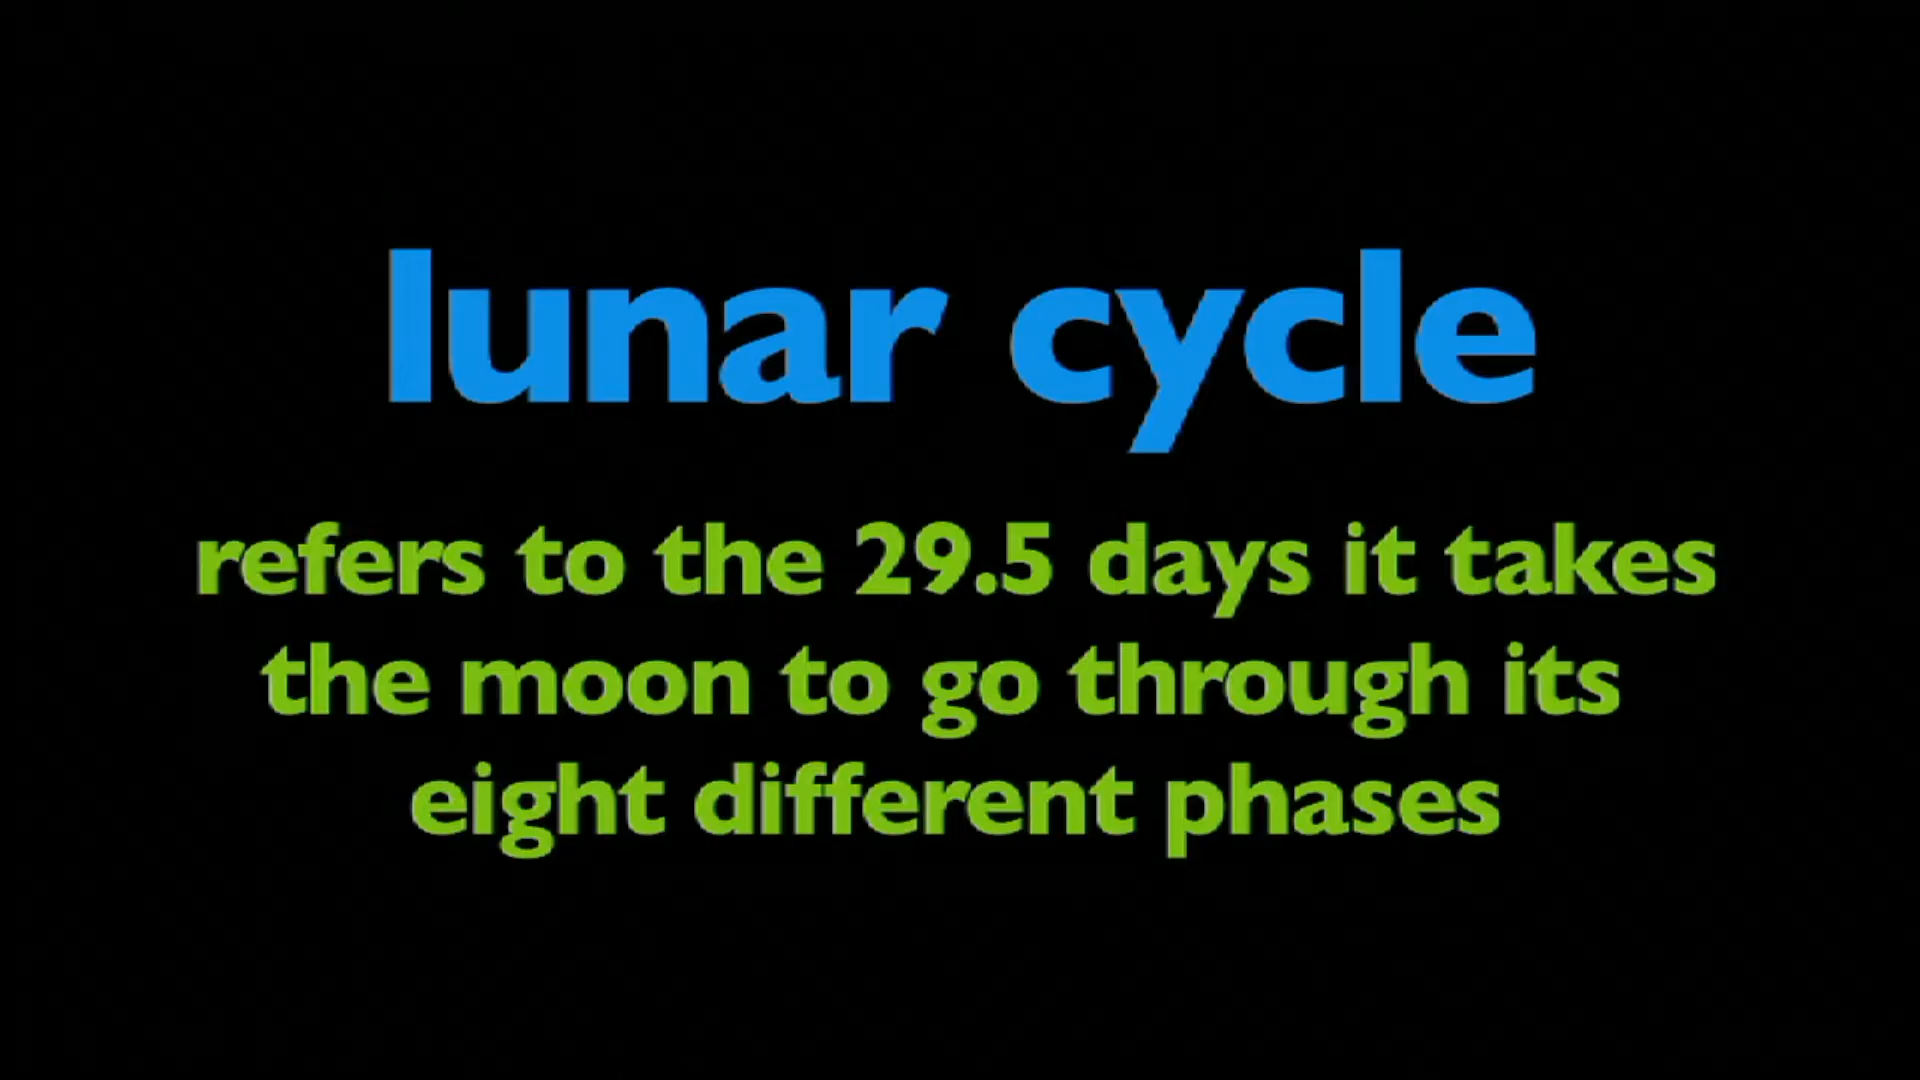 lunar cycle
refers to the 29.5 days it takes
the moon to go through its
eight different phases